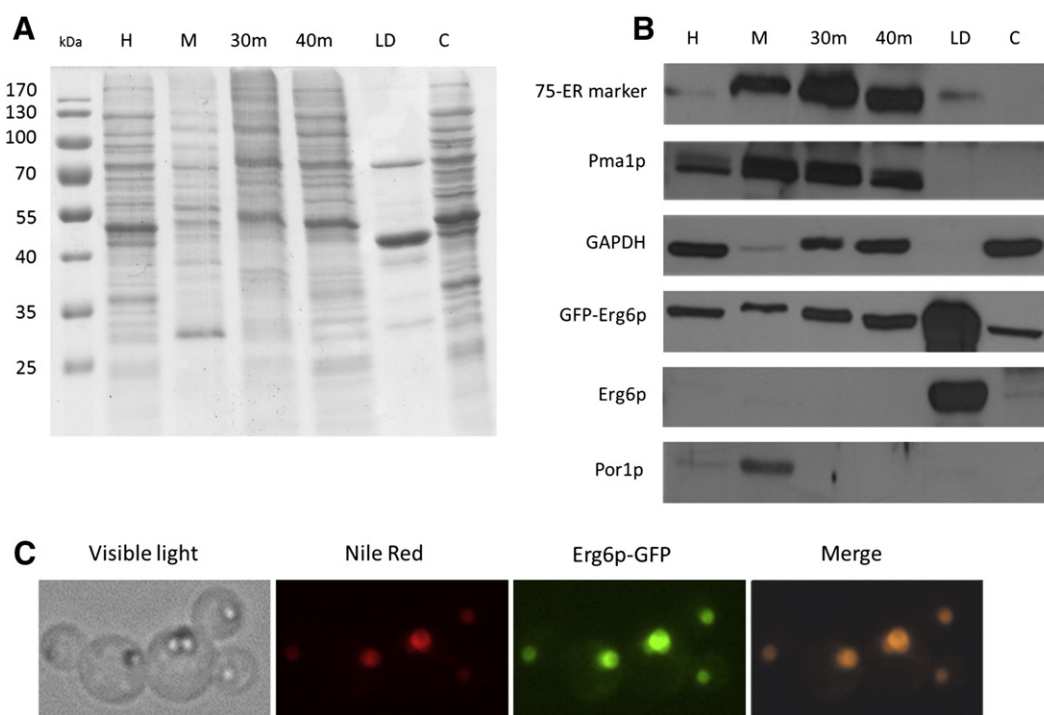 A
kDa H M 30m 40m LD C
170
130
100
70
55
40
35
25
B
H M 30m 40m LD C
75-ER marker
Pma1p
GAPDH
GFP-Erg6p
Erg6p
Por1p
C
Visible light Nile Red Erg6p-GFP Merge